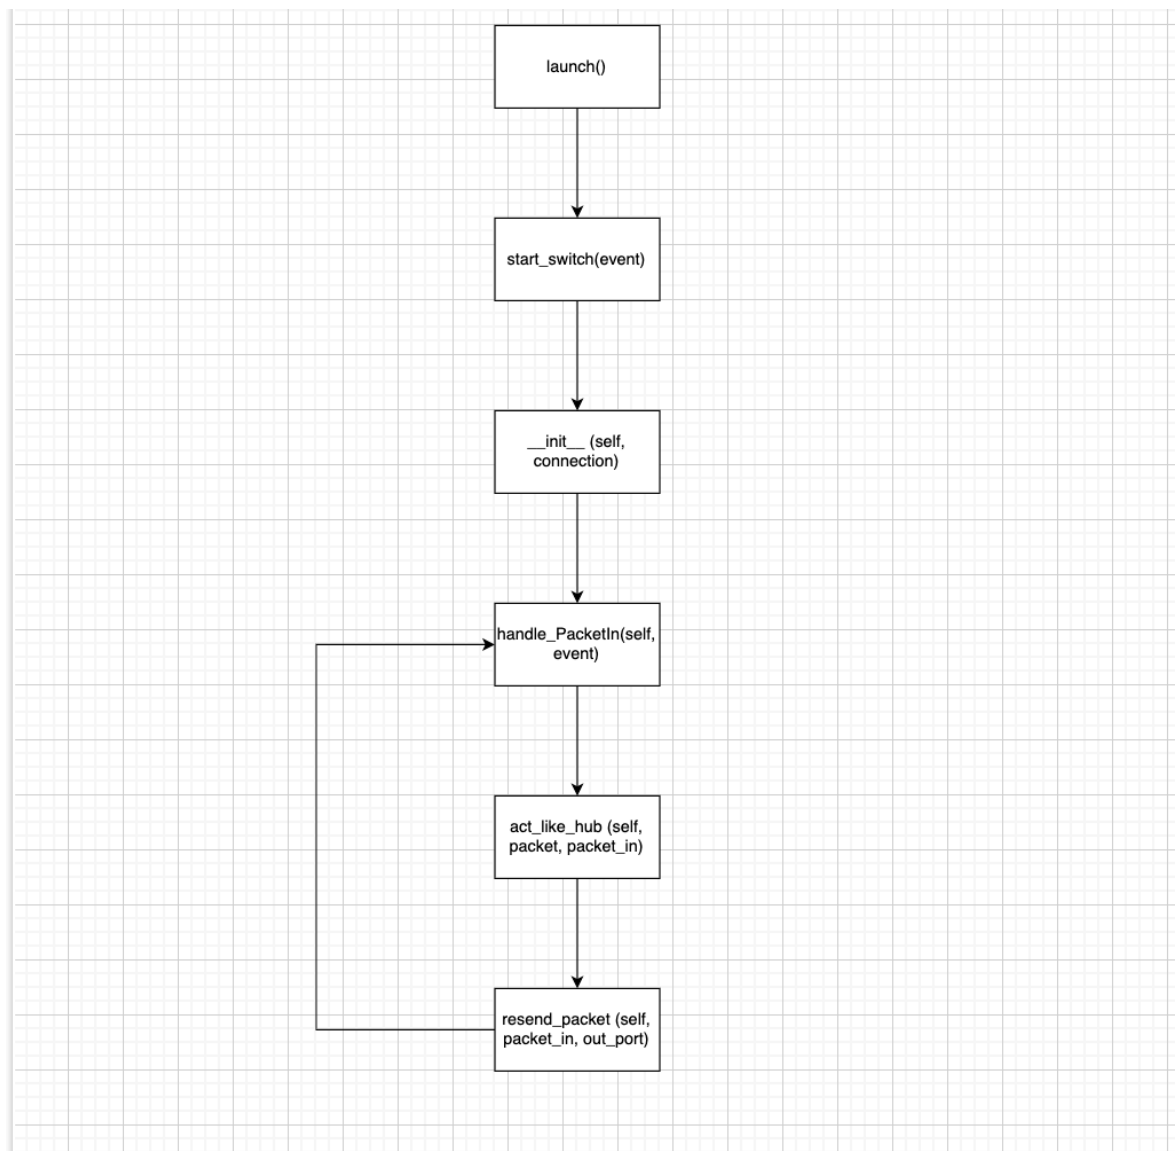 launch()
start_switch(event)
__init__ (self,
connection)
handle_PacketIn(self,
event)
act_like_hub (self,
packet, packet_in)
resend_packet (self,
packet_in, out_port)